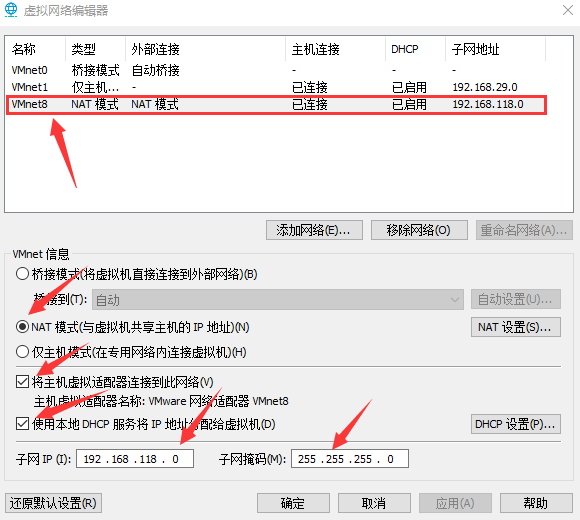 虚拟网络编辑器
名称 类型 外部连接 主机连接 DHCP 子网地址
VMnet0 桥接模式 自动桥接 - - -
VMnet1 仅主机... - 已连接 已启用 192.168.29.0
VMnet8 NAT 模式 NAT 模式 已连接 已启用 192.168.118.0
添加网络(E)... 移除网络(O) 重命名网络(A)...
VMnet 信息
桥接模式(将虚拟机直接连接到外部网络)(B)
桥接到(T): 自动 自动设置(U)...
NAT 模式(与虚拟机共享主机的 IP 地址)(N) NAT 设置(S)...
仅主机模式(在专用网络内连接虚拟机)(H)
将主机虚拟适配器连接到此网络(V)
主机虚拟适配器名称: VMware 网络适配器 VMnet8
使用本地 DHCP 服务将 IP 地址分配给虚拟机(D) DHCP 设置(P)...
子网 IP (I): 192 .168 .118 . 0 子网掩码(M): 255 .255 .255 . 0
还原默认设置(R) 确定 取消 应用(A) 帮助